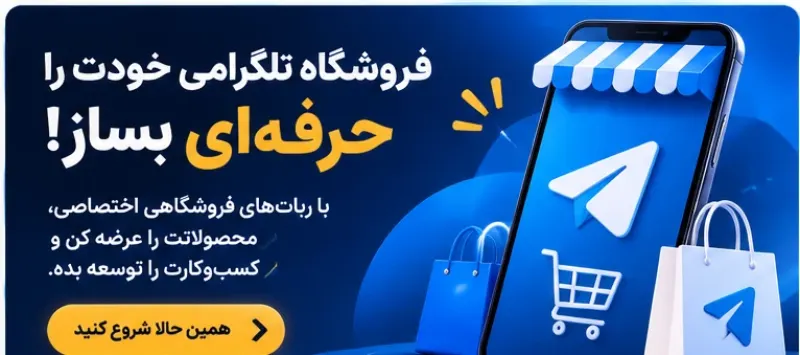 فروشگاه تلگرامی خودت را
حرفه‌ای بساز!
با ربات‌های فروشگاهی اختصاصی،
محصولاتت را عرضه کن و
کسب‌وکارت را توسعه بده.
همین حالا شروع کنید